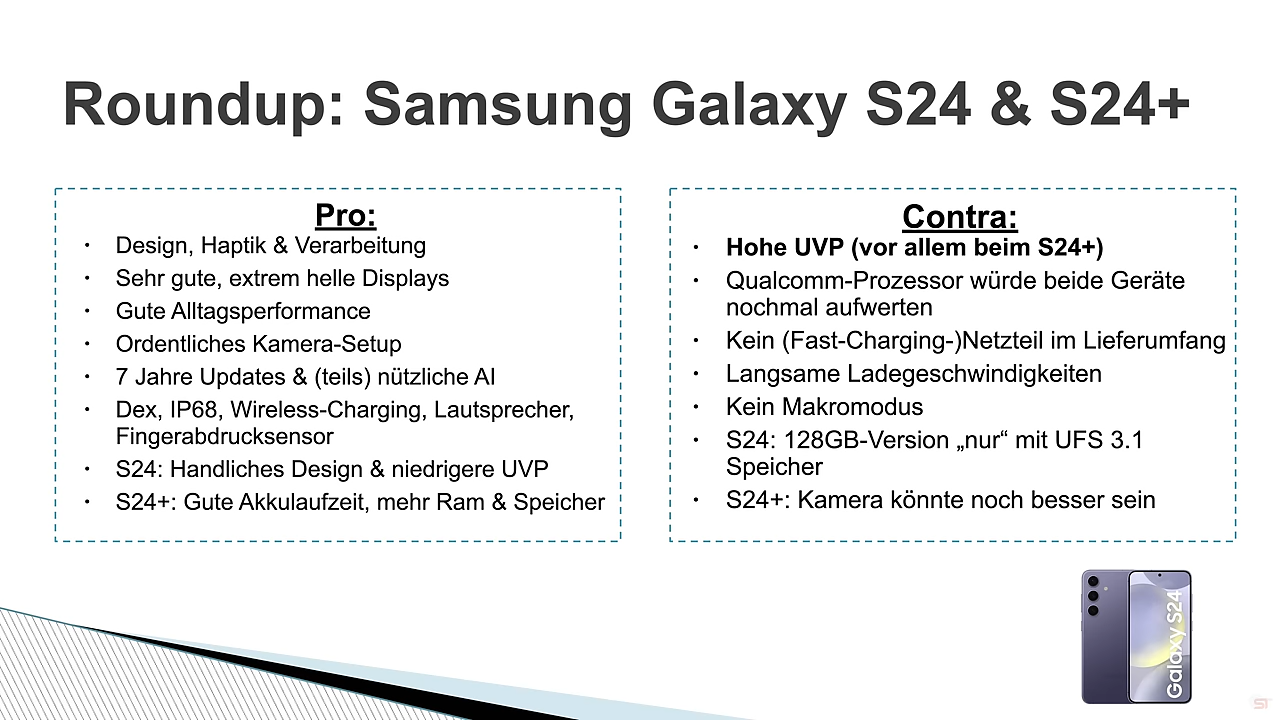 Roundup: Samsung Galaxy S24 & S24+
Pro:
• Design, Haptik & Verarbeitung
• Sehr gute, extrem helle Displays
• Gute Alltagsperformance
• Ordentliches Kamera-Setup
• 7 Jahre Updates & (teils) nützliche AI
• Dex, IP68, Wireless-Charging, Lautsprecher,
Fingerabdrucksensor
• S24: Handliches Design & niedrigere UVP
• S24+: Gute Akkulaufzeit, mehr Ram & Speicher
Contra:
• Hohe UVP (vor allem beim S24+)
• Qualcomm-Prozessor würde beide Geräte
nochmal aufwerten
• Kein (Fast-Charging-)Netzteil im Lieferumfang
• Langsame Ladegeschwindigkeiten
• Kein Makromodus
• S24: 128GB-Version „nur“ mit UFS 3.1
Speicher
• S24+: Kamera könnte noch besser sein
Galaxy S24
ST